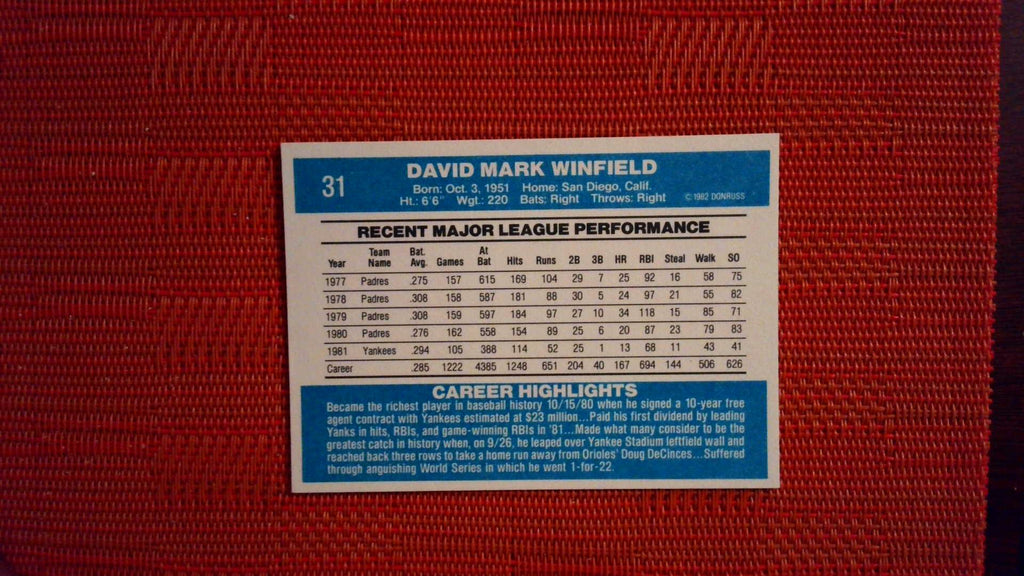 31
DAVID MARK WINFIELD
Born: Oct. 3, 1951 Home: San Diego, Calif.
Ht.: 6'6" Wgt.: 220 Bats: Right Throws: Right
© 1982 DONRUSS
RECENT MAJOR LEAGUE PERFORMANCE
Year Team Name Bat. Avg. Games At Bat Hits Runs 2B 3B HR RBI Steal Walk SO
1977 Padres .275 157 615 169 104 29 7 25 92 16 58 75
1978 Padres .308 158 587 181 88 30 5 24 97 21 55 82
1979 Padres .308 159 597 184 97 27 10 34 118 15 85 71
1980 Padres .276 162 558 154 89 25 6 20 87 23 79 83
1981 Yankees .294 105 388 114 52 25 1 13 68 11 43 41
Career .285 1222 4385 1248 651 204 40 167 694 144 506 626
CAREER HIGHLIGHTS
Became the richest player in baseball history 10/15/80 when he signed a 10-year free
agent contract with Yankees estimated at $23 million...Paid his first dividend by leading
Yanks in hits, RBIs, and game-winning RBIs in '81...Made what many consider to be the
greatest catch in history when, on 9/26, he leaped over Yankee Stadium leftfield wall and
reached back three rows to take a home run away from Orioles' Doug DeCinces...Suffered
through anguishing World Series in which he went 1-for-22.